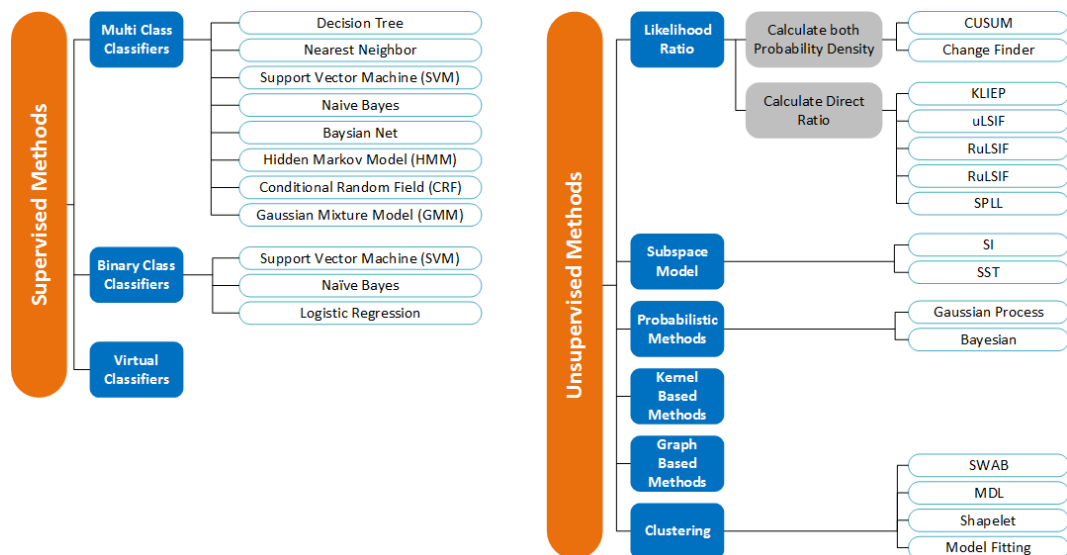 Supervised Methods
Multi Class
Classifiers
Decision Tree
Nearest Neighbor
Support Vector Machine (SVM)
Naive Bayes
Baysian Net
Hidden Markov Model (HMM)
Conditional Random Field (CRF)
Gaussian Mixture Model (GMM)
Binary Class
Classifiers
Support Vector Machine (SVM)
Naïve Bayes
Logistic Regression
Virtual
Classifiers
Unsupervised Methods
Likelihood
Ratio
Calculate both
Probability Density
CUSUM
Change Finder
Calculate Direct
Ratio
KLIEP
uLSIF
RuLSIF
RuLSIF
SPLL
Subspace
Model
SI
SST
Probabilistic
Methods
Gaussian Process
Bayesian
Kernel
Based
Methods
Graph
Based
Methods
Clustering
SWAB
MDL
Shapelet
Model Fitting